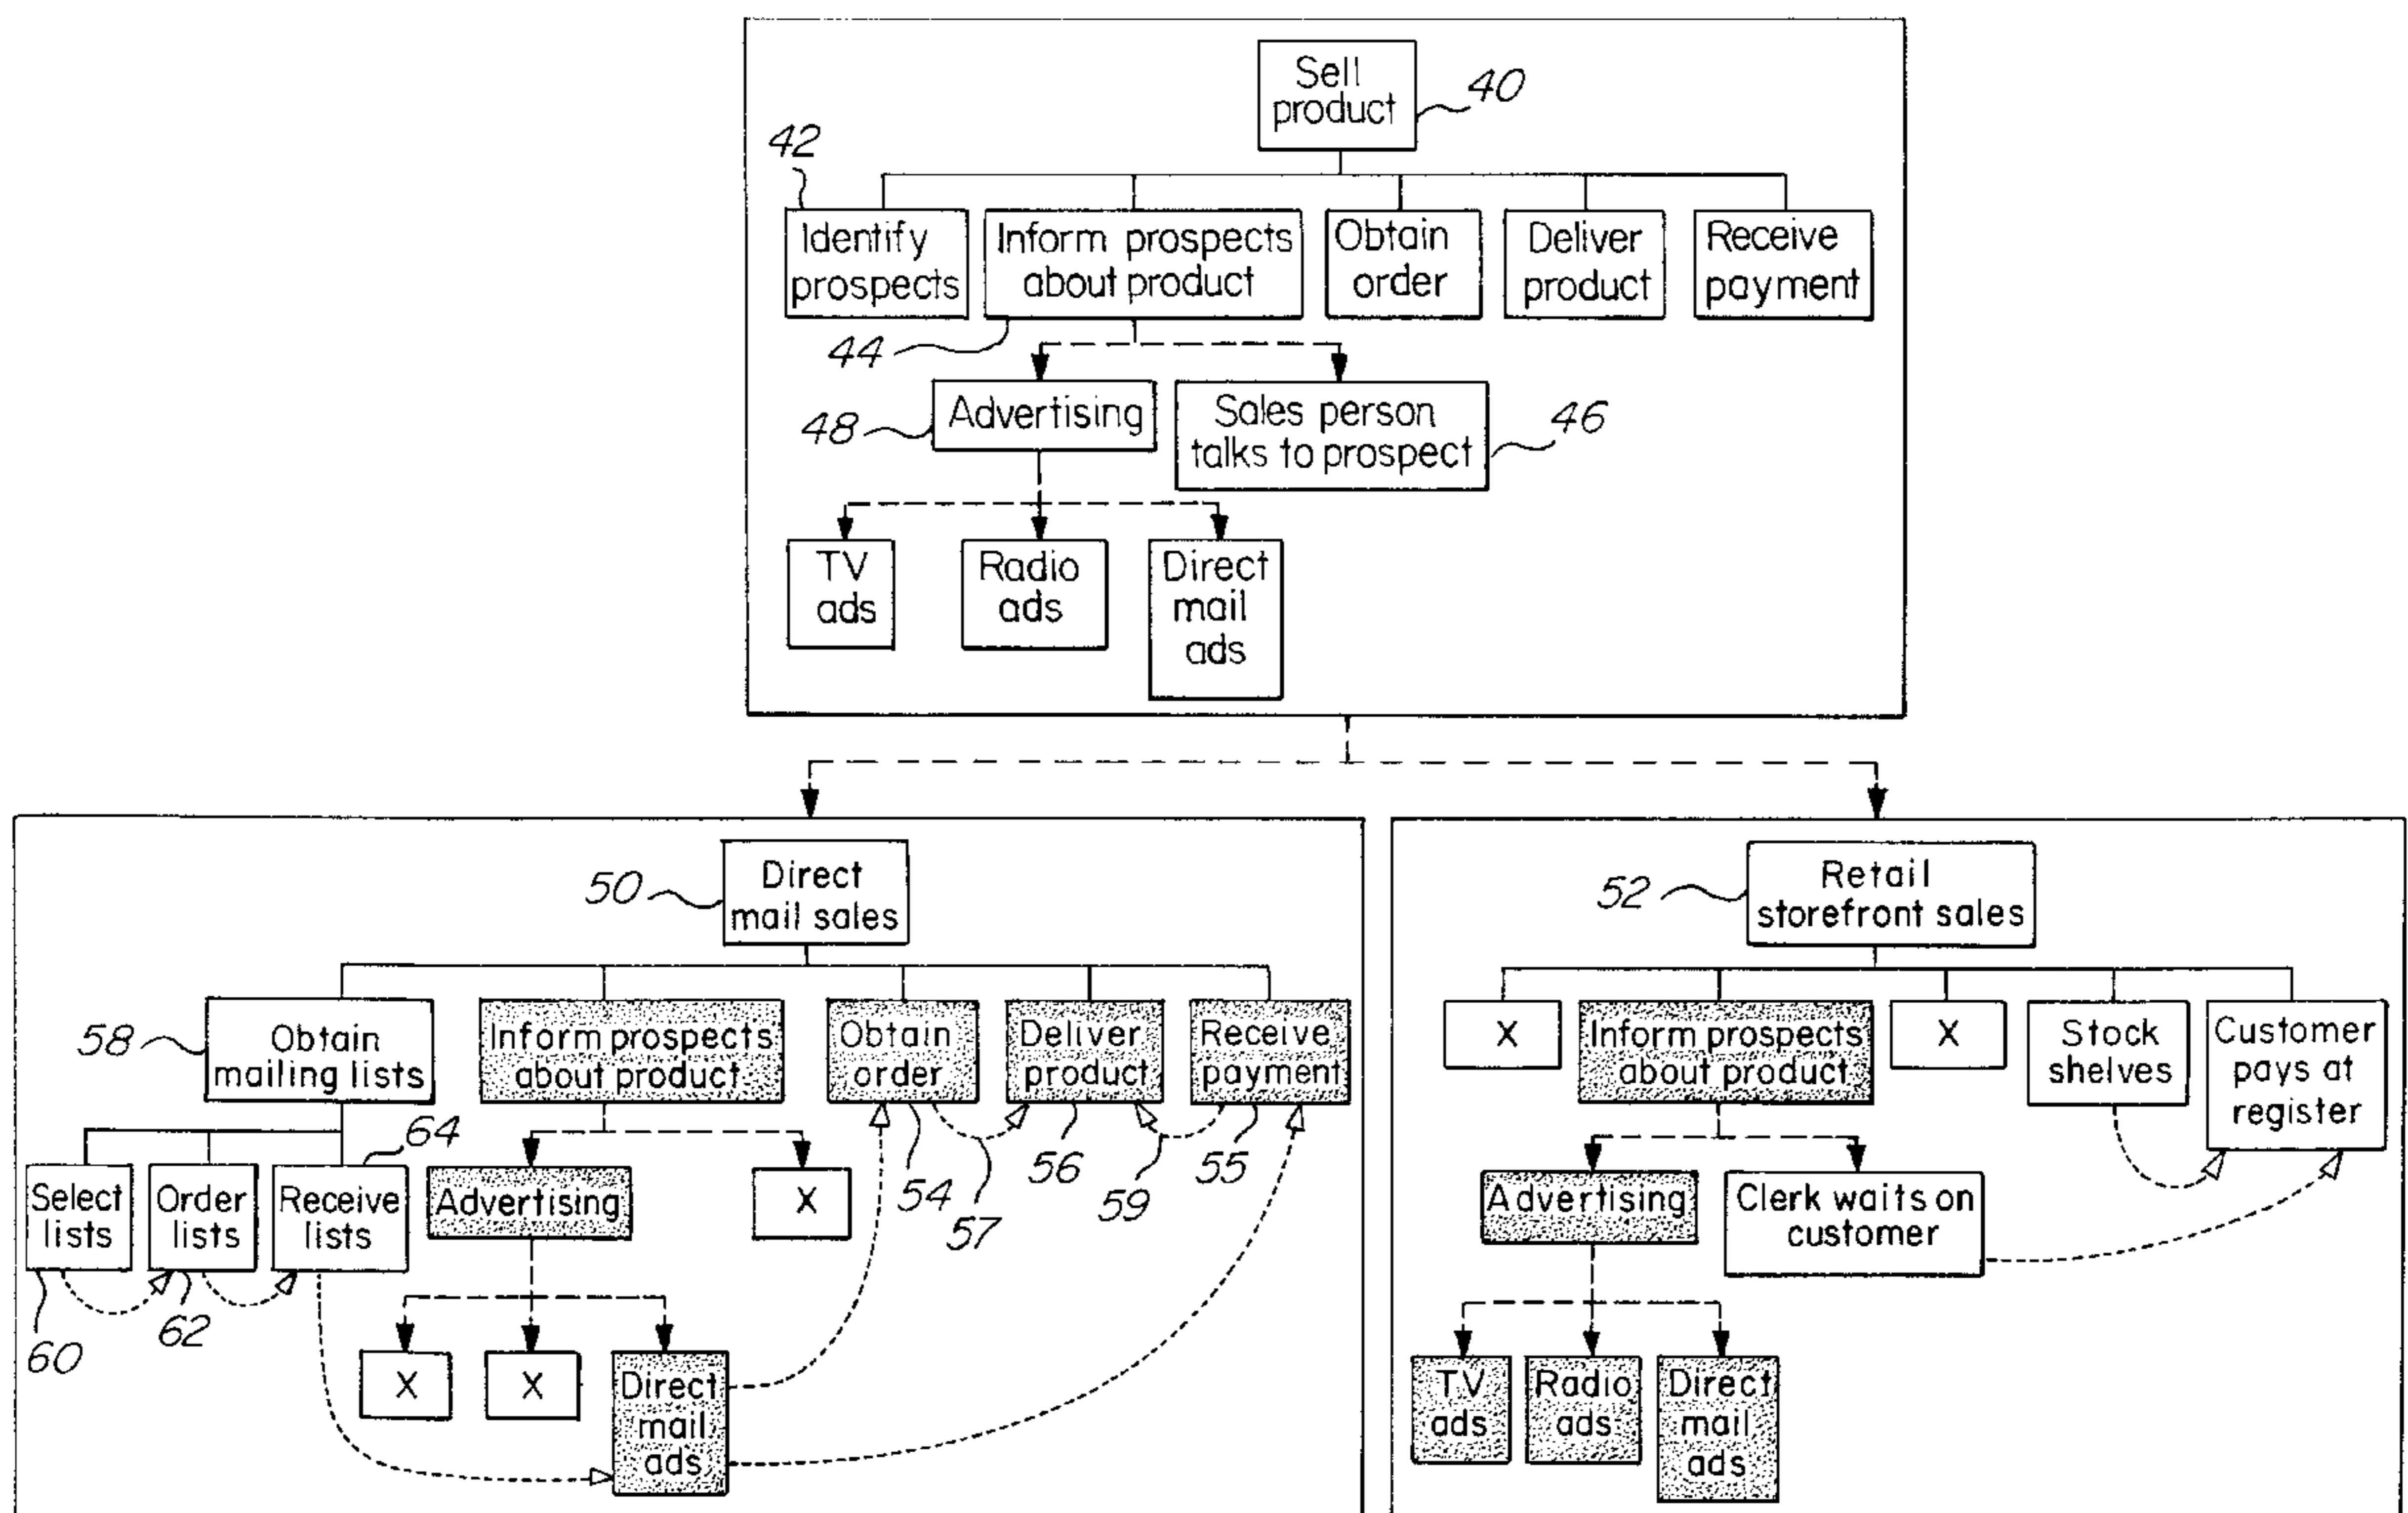 Sell
product
40
42
Identify
prospects
Inform prospects
about product
Obtain
order
Deliver
product
Receive
payment
44
Advertising
48
Sales person
talks to prospect
46
TV
ads
Radio
ads
Direct
mail
ads
50
Direct
mail sales
58
Obtain
mailing lists
Inform prospects
about product
Obtain
order
Deliver
product
Receive
payment
64
Select
lists
Order
lists
Receive
lists
Advertising
X
54
57
56
59
55
60
62
X
X
Direct
mail
ads
52
Retail
storefront sales
X
Inform prospects
about product
X
Stock
shelves
Customer
pays at
register
Advertising
Clerk waits on
customer
TV
ads
Radio
ads
Direct
mail
ads